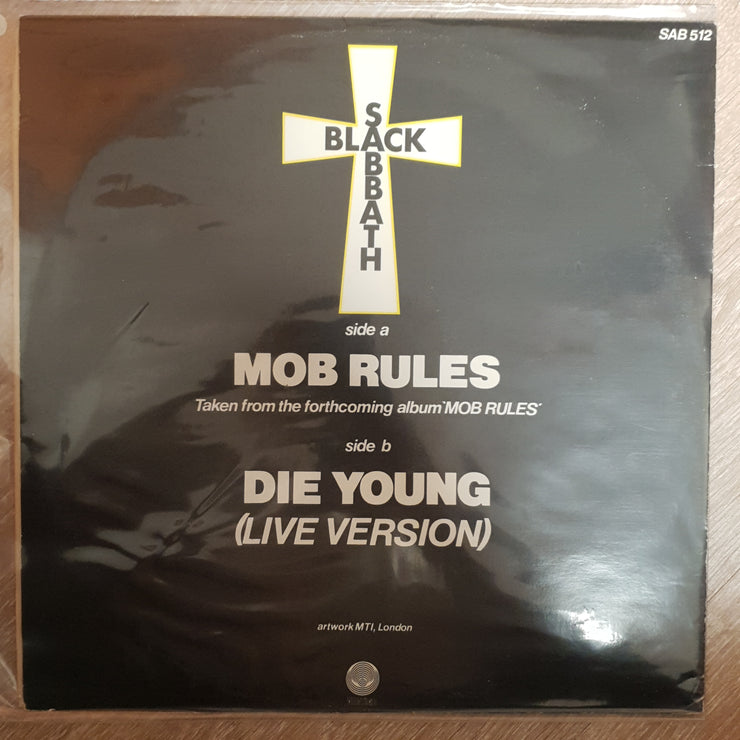 SAB 512
BLACK
SABBATH
side a
MOB RULES
Taken from the forthcoming album `MOB RULES´
side b
DIE YOUNG
(LIVE VERSION)
artwork MTI, London